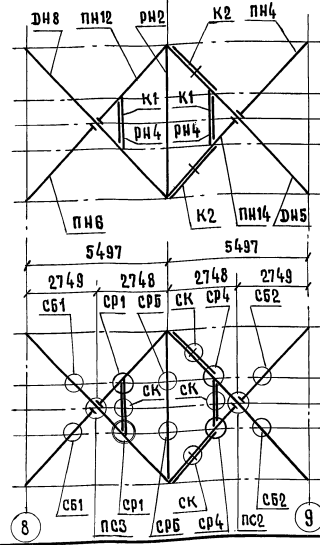 ДН8 ПН12 РН2 К2 ПН4
К1 К1
РН4 РН4
ПН6 К2 ПН14 ДН5
5497 5497
2749 2748 2748 2749
СБ1 СР1 СР5 СК СР4 СБ2
СК СК
СБ1 ПС3 СР1 СР5 СК СР4 ПС2 СБ2
8 9